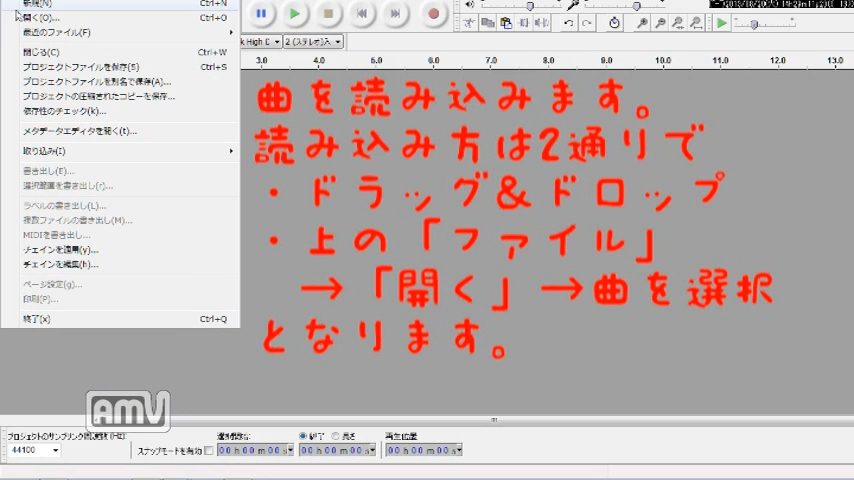 新規(N) Ctrl+N
開く(O)... Ctrl+O
最近のファイル(F)
閉じる(C) Ctrl+W
プロジェクトファイルを保存(S) Ctrl+S
プロジェクトファイルを別名で保存(A)...
プロジェクトの圧縮されたコピーを保存...
依存性のチェック(k)...
メタデータエディタを開く(t)...
取り込み(I)
書き出し(E)...
選択範囲を書き出し(r)...
ラベルの書き出し(L)...
複数ファイルの書き出し(M)...
MIDIを書き出し...
チェインを適用(y)...
チェインを編集(h)...
ページ設定(g)...
印刷(P)...
終了(x) Ctrl+Q
2 (ステレオ)入
3.0 4.0 5.0 6.0 7.0 8.0 9.0 10.0 11.0 12.0 13.0
曲を読み込みます。
読み込み方は2通りで
・ドラッグ&ドロップ
・上の「ファイル」
→「開く」→曲を選択
となります。
AMV
プロジェクトのサンプリング周波数 (Hz):
44100
スナップモードを有効
選択開始点:
終了 長さ
再生位置:
00 h 00 m 00 s
00 h 00 m 00 s
00 h 00 m 00 s